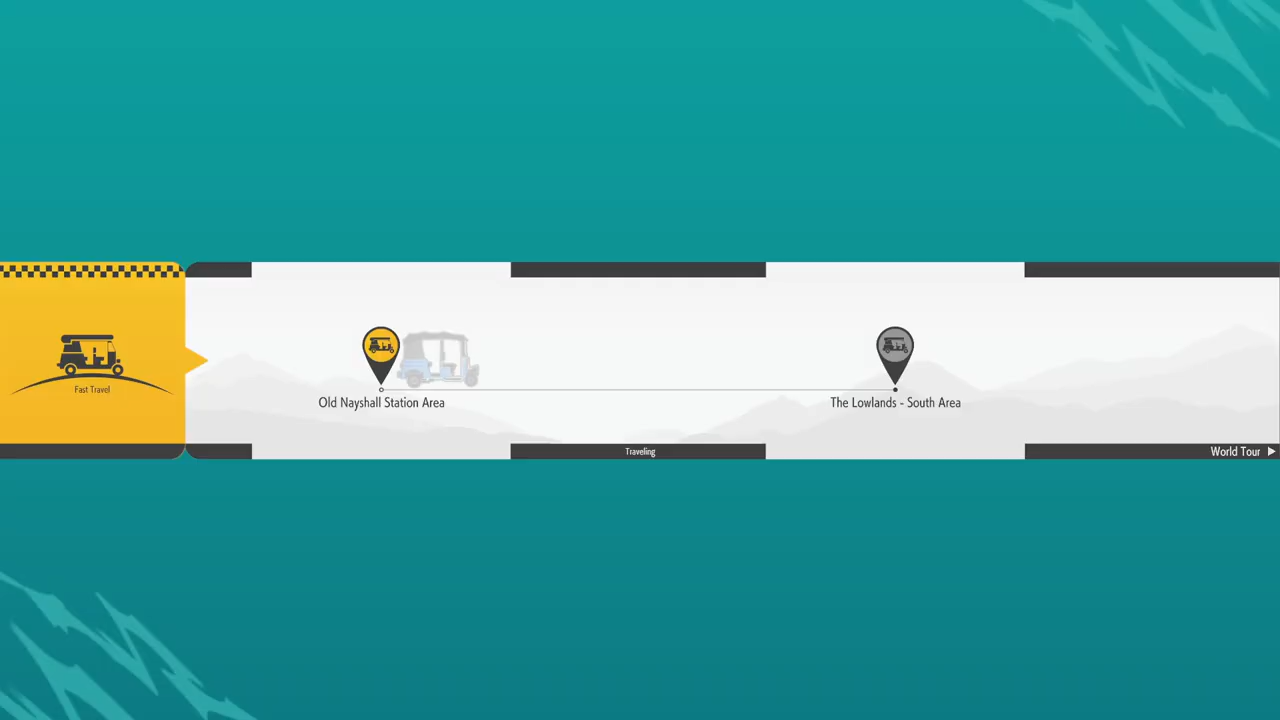 Fast Travel
Old Nayshall Station Area
The Lowlands - South Area
Traveling
World Tour